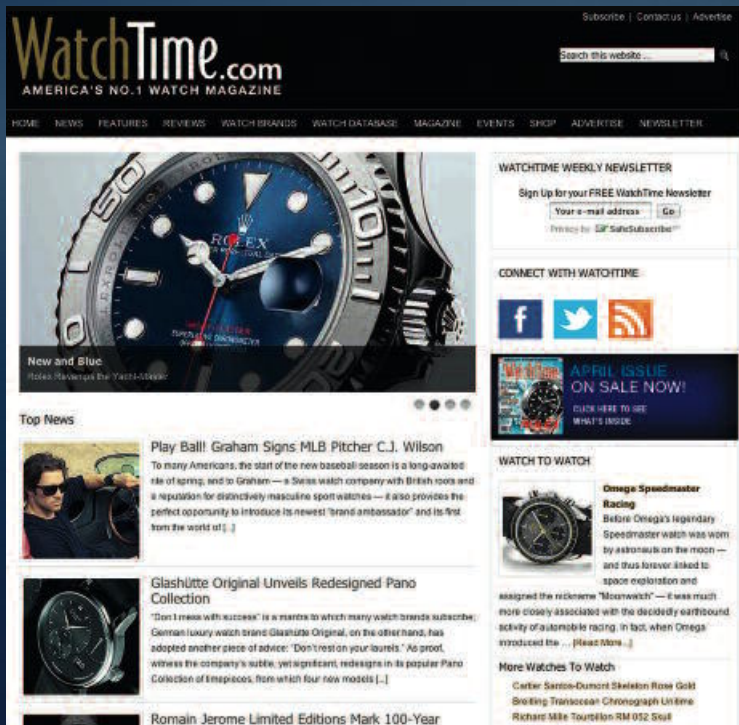 Subscribe | Contact us | Advertise
WatchTime.com
AMERICA'S NO.1 WATCH MAGAZINE
Search this website ...
HOME NEWS FEATURES REVIEWS WATCH BRANDS WATCH DATABASE MAGAZINE EVENTS SHOP ADVERTISE NEWSLETTER
50
10
ROLEX
New and Blue
Rolex Revamps the Yacht-Master
Top News
Play Ball! Graham Signs MLB Pitcher C.J. Wilson
To many Americans, the start of the new baseball season is a long-awaited
rite of spring, and to Graham — a Swiss watch company with British roots and
a reputation for distinctively masculine sport watches — it also provides the
perfect opportunity to introduce its newest "brand ambassador" and its first
from the world of [...]
Glashütte Original Unveils Redesigned Pano
Collection
"Don't mess with success" is a mantra to which many watch brands subscribe;
German luxury watch brand Glashütte Original, on the other hand, has
adopted another piece of advice: "Don't rest on your laurels." As proof,
witness the company's subtle, yet significant, redesigns in its popular Pano
Collection of timepieces, from which four new models [...]
Romain Jerome Limited Editions Mark 100-Year
WATCHTIME WEEKLY NEWSLETTER
Sign Up for your FREE WatchTime Newsletter
Your e-mail address Go
Privacy by SafeSubscribe
CONNECT WITH WATCHTIME
WatchTime
APRIL ISSUE
ON SALE NOW!
CLICK HERE TO SEE
WHAT'S INSIDE
WATCH TO WATCH
Omega Speedmaster
Racing
Before Omega's legendary
Speedmaster watch was worn
by astronauts on the moon —
and thus forever linked to
space exploration and
assigned the nickname "Moonwatch" — it was much
more closely associated with the decidedly earthbound
activity of automobile racing. In fact, when Omega
introduced the ... [Read More...]
More Watches To Watch
Cartier Santos-Dumont Skeleton Rose Gold
Breitling Transocean Chronograph Unitime
Richard Mille Tourbillon RM 052 Skull